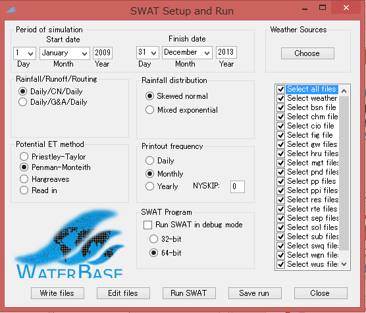 SWAT Setup and Run
Period of simulation
Start date
Finish date
1 January 2009
31 December 2013
Day Month Year
Day Month Year
Weather Sources
Choose
Rainfall/Runoff/Routing
Daily/CN/Daily
Daily/G&A/Daily
Rainfall distribution
Skewed normal
Mixed exponential
Potential ET method
Priestley-Taylor
Penman-Monteith
Hargreaves
Read in
Printout frequency
Daily
Monthly
Yearly NYSKIP: 0
SWAT Program
Run SWAT in debug mode
32-bit
64-bit
Select all files
Select weather
Select bsn file
Select chm file
Select cio file
Select fig file
Select gw files
Select hru files
Select mgt files
Select pnd files
Select pp files
Select ppi files
Select res files
Select rte files
Select sep files
Select sol files
Select sub files
Select swq files
Select wgn files
Select wus files
WATERBASE
Write files
Edit files
Run SWAT
Save run
Close